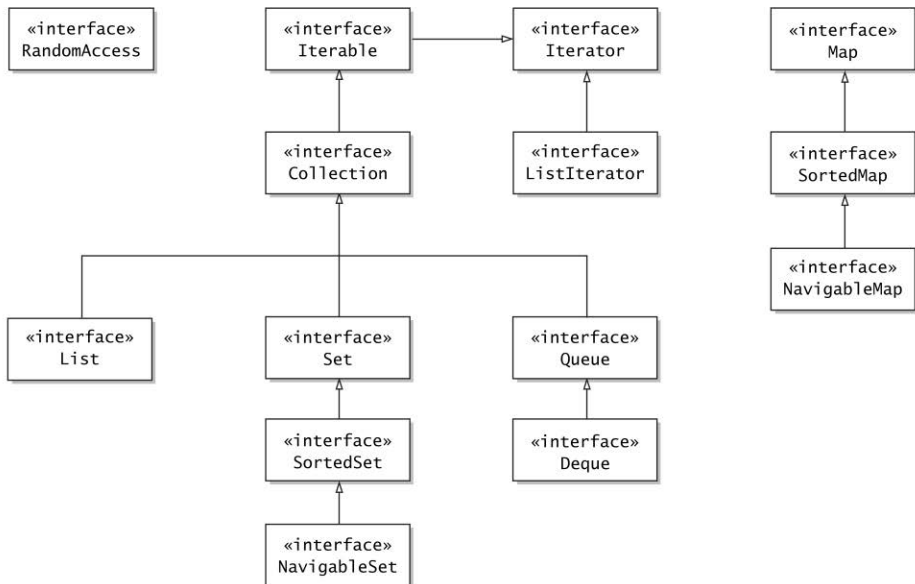 «interface»
RandomAccess
«interface»
Iterable
«interface»
Iterator
«interface»
Map
«interface»
Collection
«interface»
ListIterator
«interface»
SortedMap
«interface»
NavigableMap
«interface»
List
«interface»
Set
«interface»
Queue
«interface»
SortedSet
«interface»
Deque
«interface»
NavigableSet